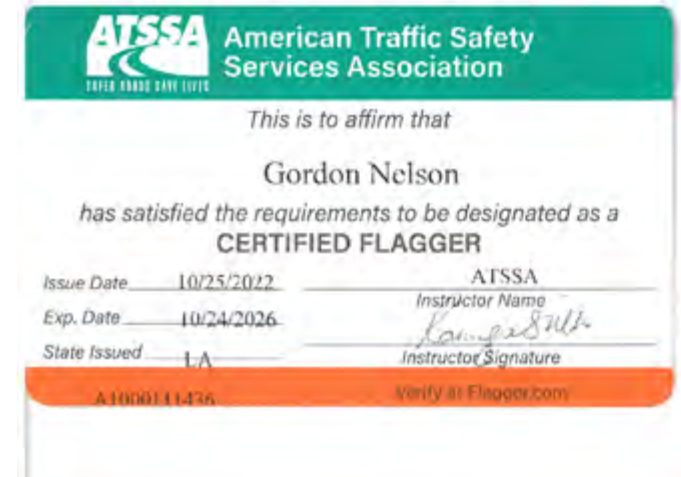 ATSSA
SAFER ROADS SAVE LIVES
American Traffic Safety
Services Association
This is to affirm that
Gordon Nelson
has satisfied the requirements to be designated as a
CERTIFIED FLAGGER
Issue Date 10/25/2022
ATSSA
Instructor Name
Exp. Date 10/24/2026
State Issued LA
Instructor Signature
A1000111436
Verify at Flagger.com